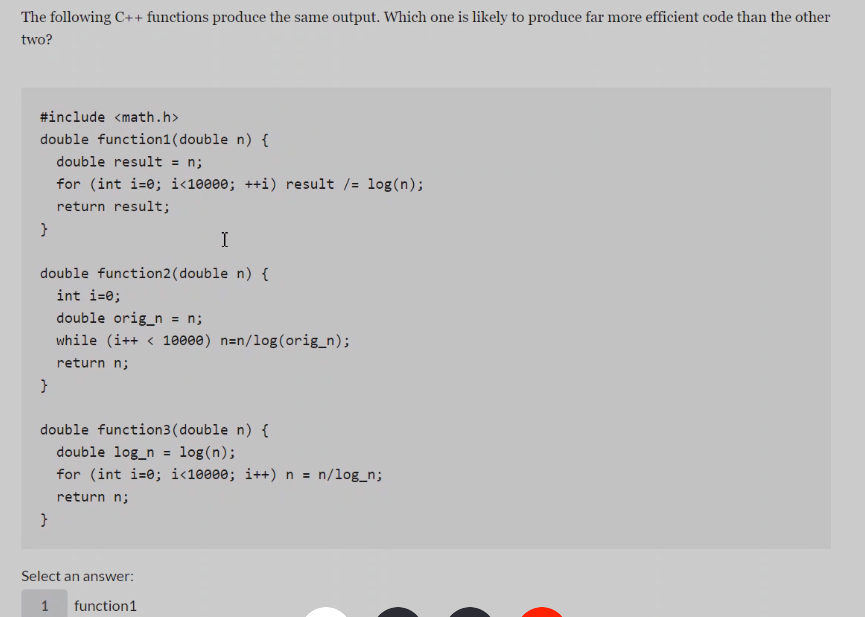 The following C++ functions produce the same output. Which one is likely to produce far more efficient code than the other
two?
#include <math.h>
double function1(double n) {
  double result = n;
  for (int i=0; i<10000; ++i) result /= log(n);
  return result;
}
double function2(double n) {
  int i=0;
  double orig_n = n;
  while (i++ < 10000) n=n/log(orig_n);
  return n;
}
double function3(double n) {
  double log_n = log(n);
  for (int i=0; i<10000; i++) n = n/log_n;
  return n;
}
Select an answer:
1 function1